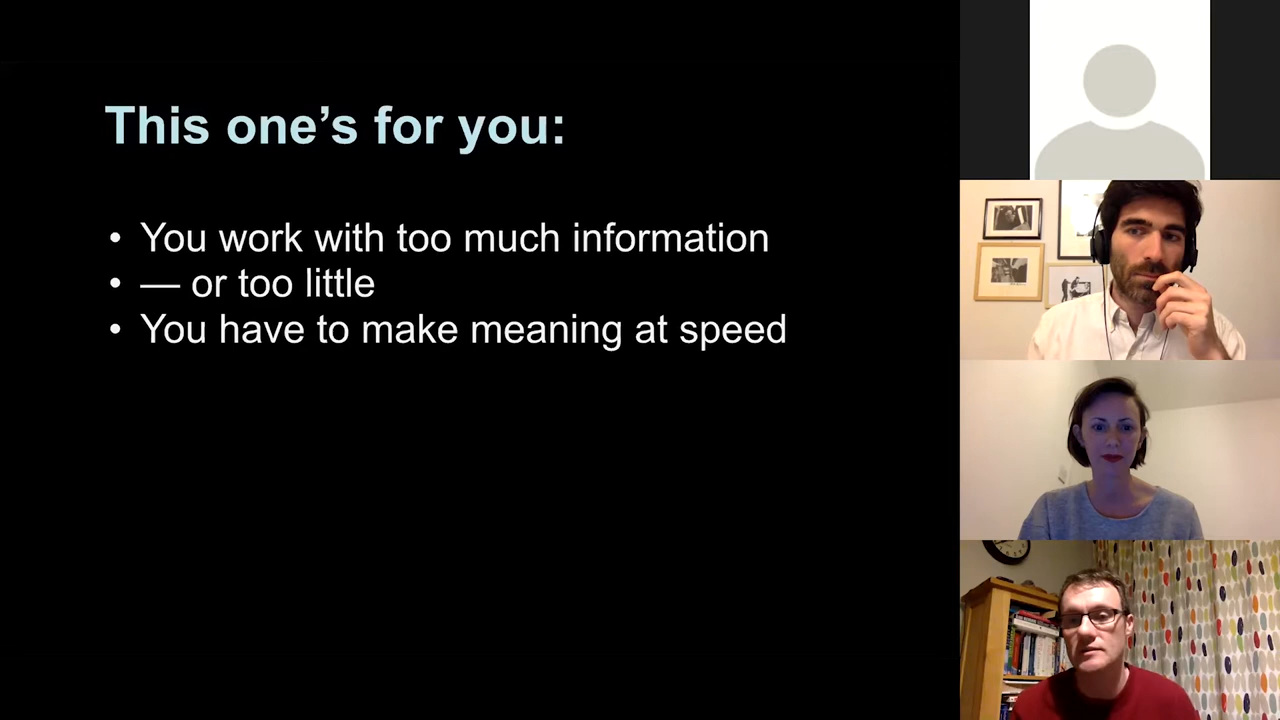 This one’s for you:
• You work with too much information
• — or too little
• You have to make meaning at speed